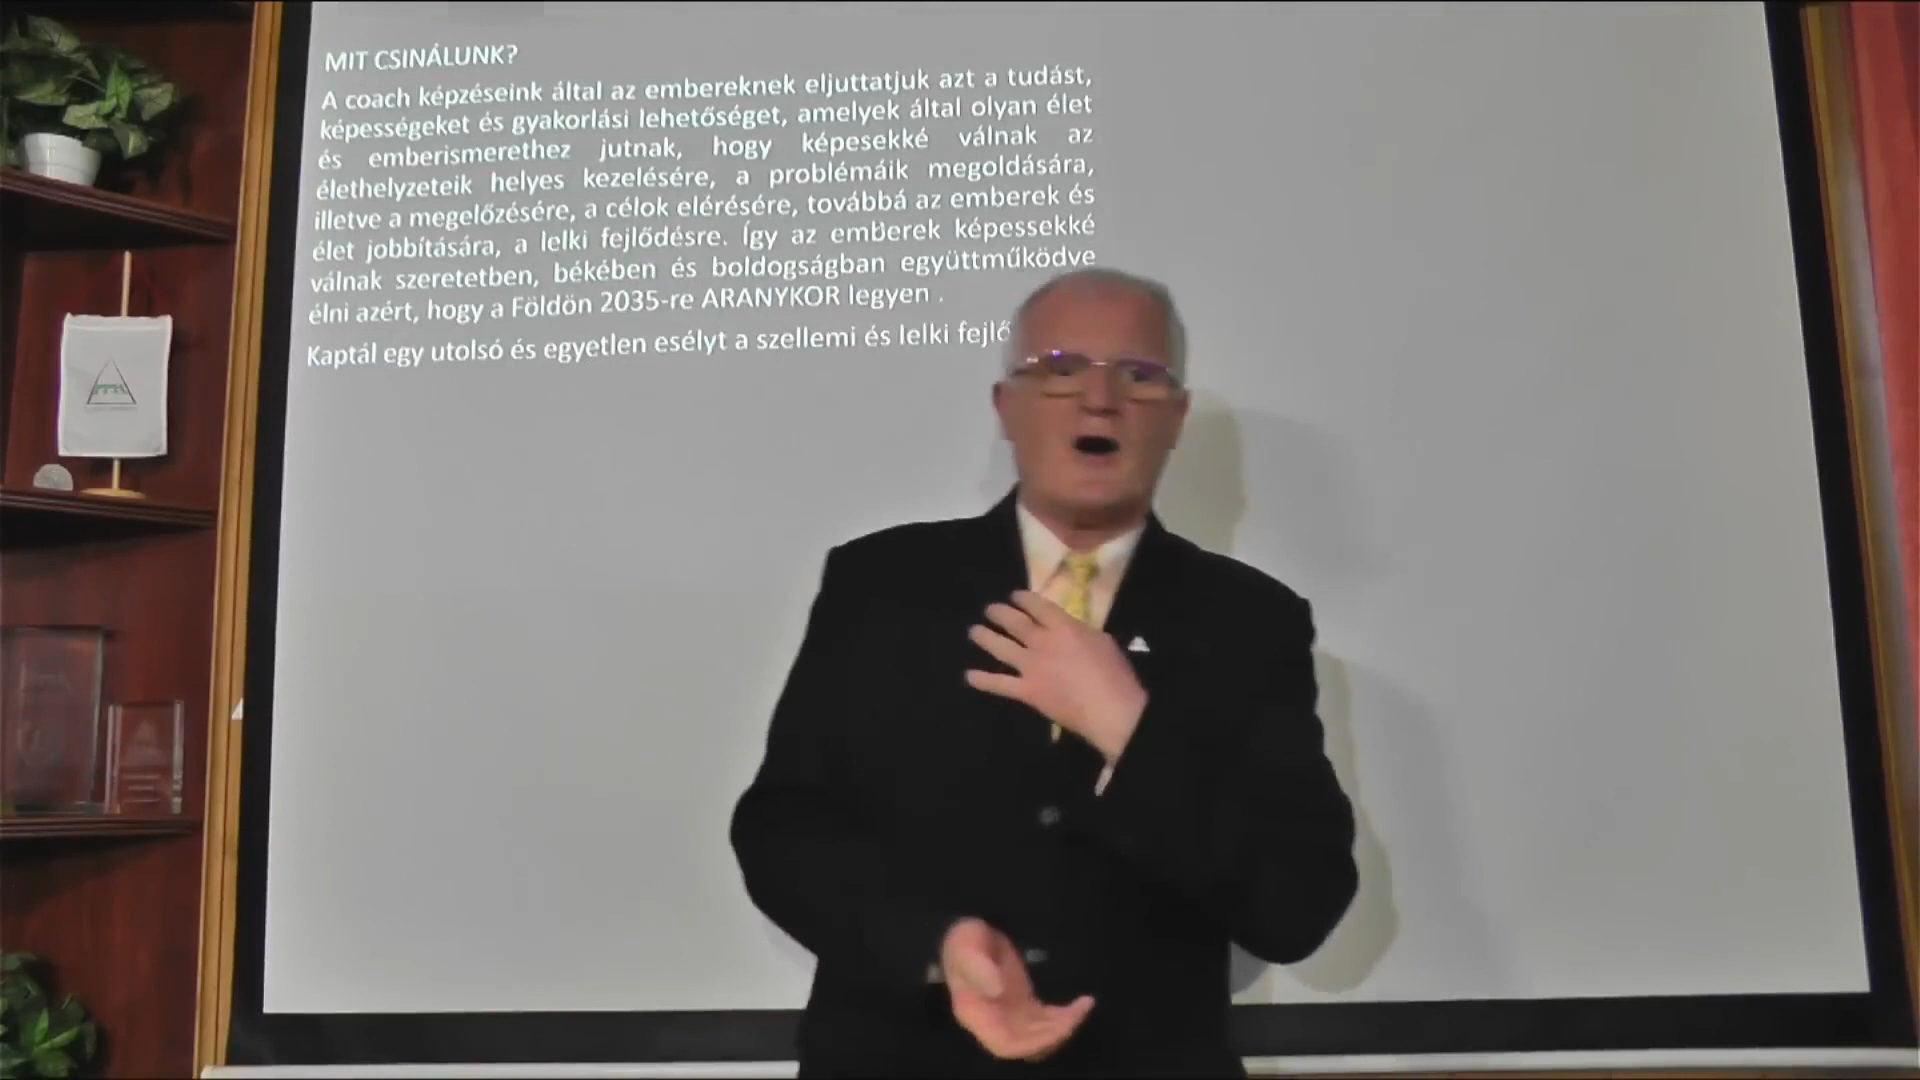 MIT CSINÁLUNK?
A coach képzéseink által az embereknek eljuttatjuk azt a tudást,
képességeket és gyakorlási lehetőséget, amelyek által olyan élet
és emberismerethez jutnak, hogy képesekké válnak az
élethelyzeteik helyes kezelésére, a problémáik megoldására,
illetve a megelőzésére, a célok elérésére, továbbá az emberek és
élet jobbítására, a lelki fejlődésre. Így az emberek képessekké
válnak szeretetben, békében és boldogságban együttműködve
élni azért, hogy a Földön 2035-re ARANYKOR legyen .
Kaptál egy utolsó és egyetlen esélyt a szellemi és lelki fejlő